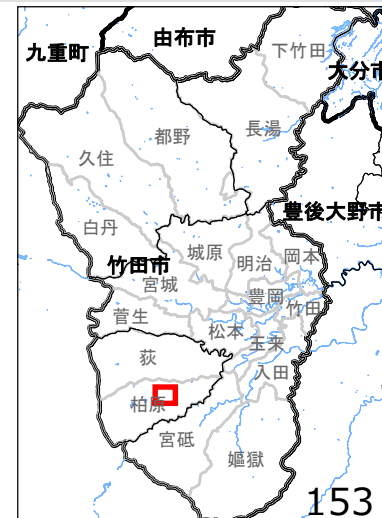 由布市
九重町
下竹田
大分市
都野
長湯
久住
豊後大野市
白丹
城原
明治
岡本
竹田市
宮城
豊岡
竹田
菅生
松本
玉来
荻
入田
柏原
宮砥
嫗獄
153